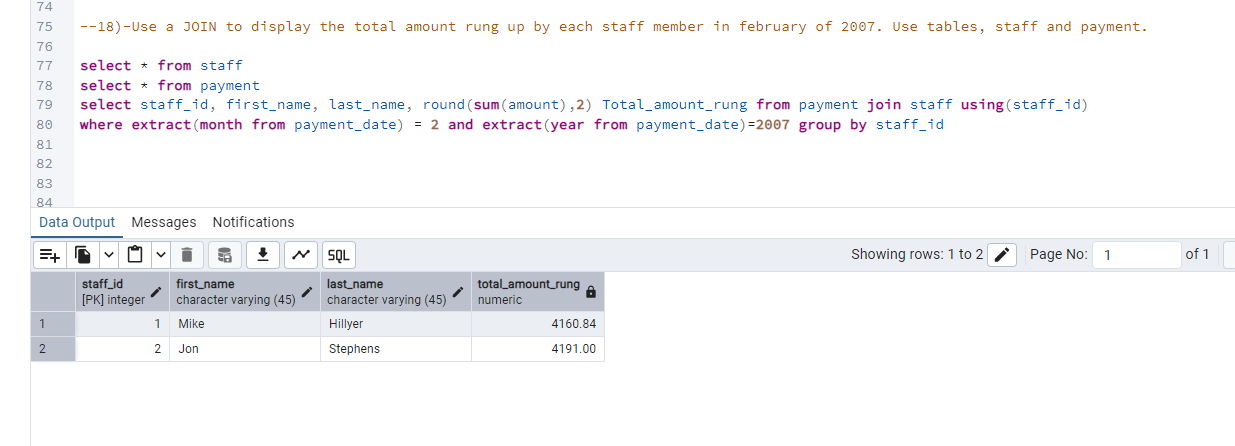 74
75 --18)-Use a JOIN to display the total amount rung up by each staff member in february of 2007. Use tables, staff and payment.
76
77 select * from staff
78 select * from payment
79 select staff_id, first_name, last_name, round(sum(amount),2) Total_amount_rung from payment join staff using(staff_id)
80 where extract(month from payment_date) = 2 and extract(year from payment_date)=2007 group by staff_id
81
82
83
84
Data Output Messages Notifications
SQL Showing rows: 1 to 2 Page No: 1 of 1
staff_id first_name last_name total_amount_rung
[PK] integer character varying (45) character varying (45) numeric
1 1 Mike Hillyer 4160.84
2 2 Jon Stephens 4191.00